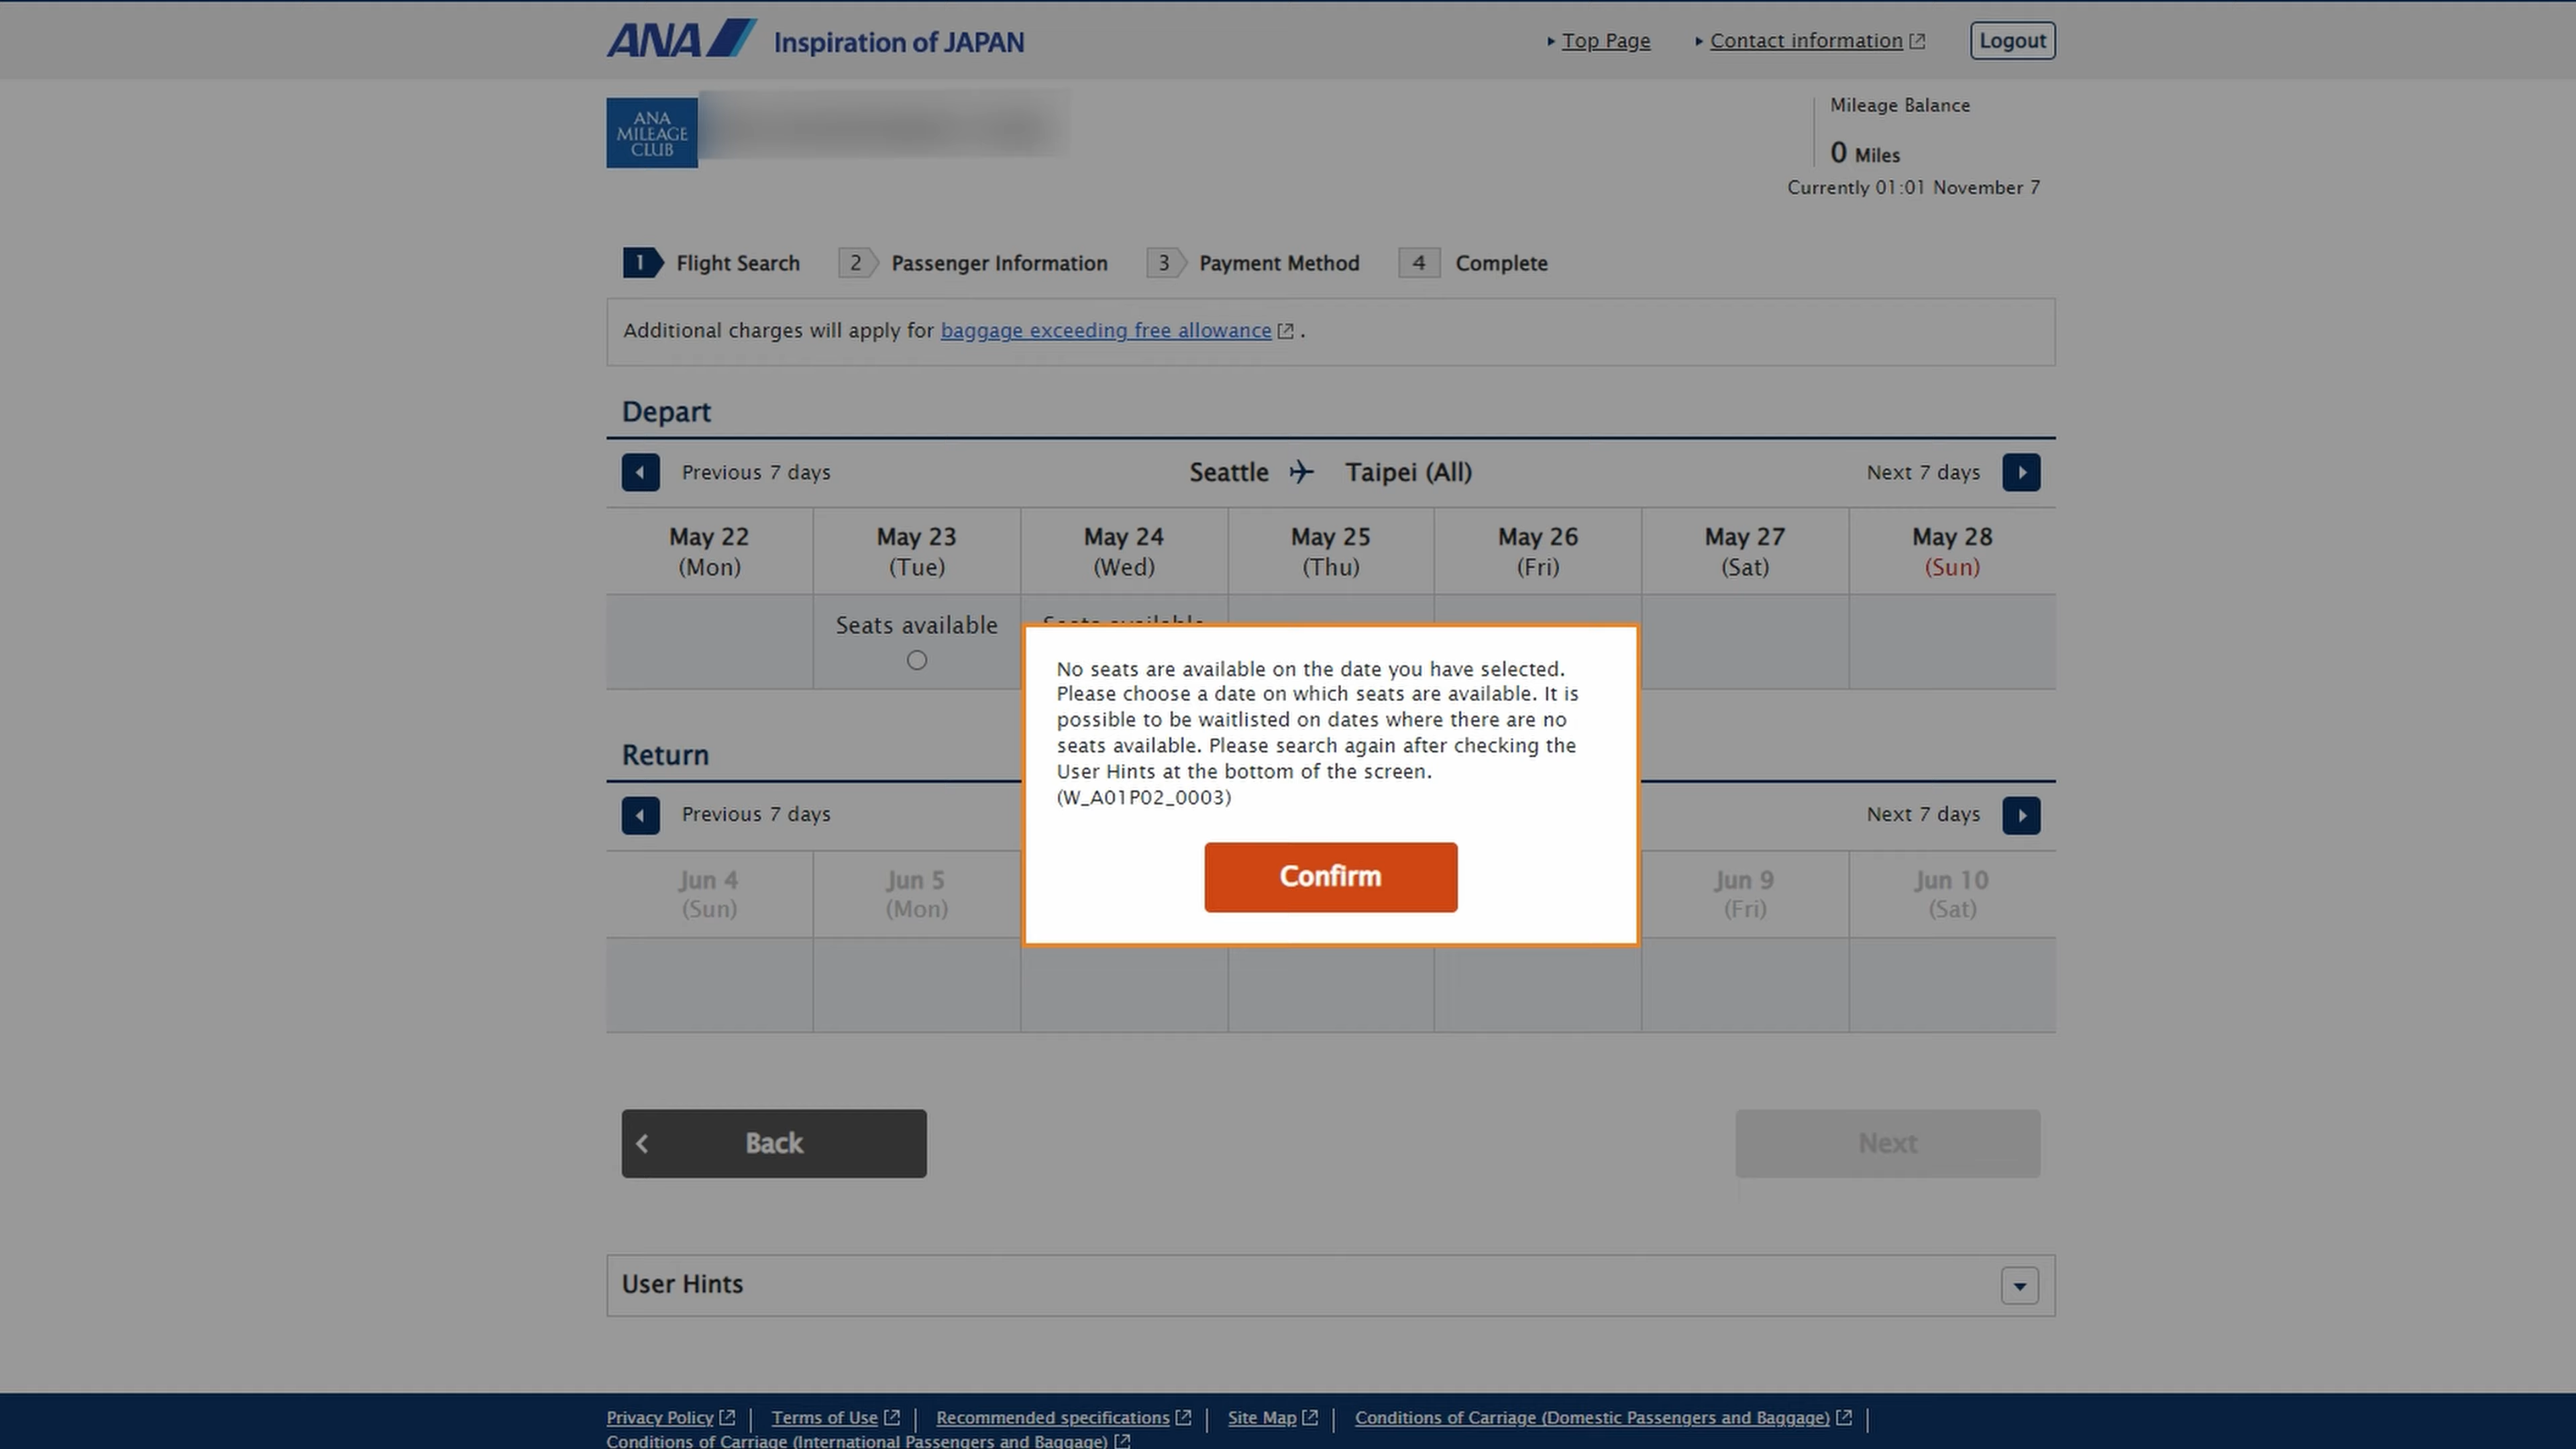 ANA Inspiration of JAPAN
Top Page
Contact information
Logout
ANA
MILEAGE
CLUB
Mileage Balance
0 Miles
Currently 01:01 November 7
1 Flight Search 2 Passenger Information 3 Payment Method 4 Complete
Additional charges will apply for baggage exceeding free allowance .
Depart
Previous 7 days Seattle Taipei (All) Next 7 days
May 22 May 23 May 24 May 25 May 26 May 27 May 28
(Mon) (Tue) (Wed) (Thu) (Fri) (Sat) (Sun)
Seats available Seats available
No seats are available on the date you have selected.
Please choose a date on which seats are available. It is
possible to be waitlisted on dates where there are no
seats available. Please search again after checking the
User Hints at the bottom of the screen.
(W_A01P02_0003)
Confirm
Return
Previous 7 days Next 7 days
Jun 4 Jun 5 Jun 9 Jun 10
(Sun) (Mon) (Fri) (Sat)
Back Next
User Hints
Privacy Policy | Terms of Use | Recommended specifications | Site Map | Conditions of Carriage (Domestic Passengers and Baggage) |
Conditions of Carriage (International Passengers and Baggage)